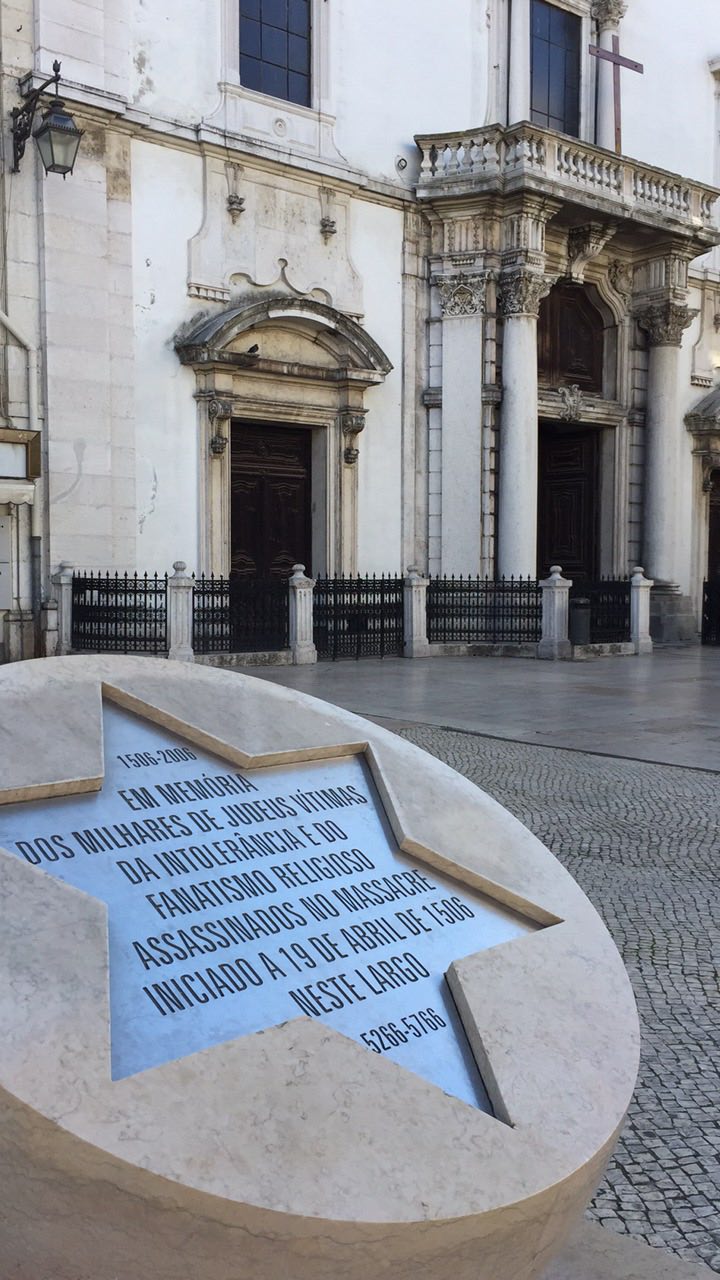 1506-2006
EM MEMÓRIA
DOS MILHARES DE JUDEUS VÍTIMAS
DA INTOLERÂNCIA E DO
FANATISMO RELIGIOSO
ASSASSINADOS NO MASSACRE
INICIADO A 19 DE ABRIL DE 1506
NESTE LARGO
5266-5766